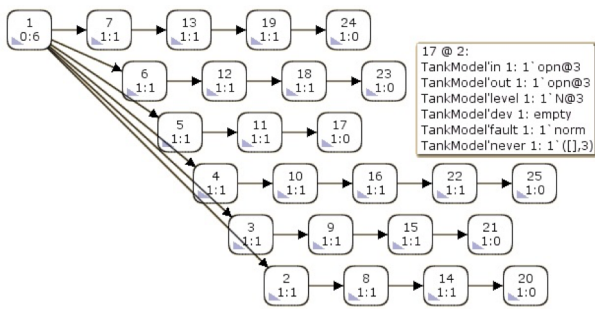 1 7 13 19 24
0:6 1:1 1:1 1:1 1:0
17 @ 2:
TankModel'in 1: 1`opn@3
TankModel'out 1: 1`opn@3
TankModel'level 1: 1`N@3
TankModel'dev 1: empty
TankModel'fault 1: 1`norm
TankModel'never 1: 1`([],3)
6 12 18 23
1:1 1:1 1:1 1:0
5 11 17
1:1 1:1 1:0
4 10 16 22 25
1:1 1:1 1:1 1:1 1:0
3 9 15 21
1:1 1:1 1:1 1:0
2 8 14 20
1:1 1:1 1:1 1:0